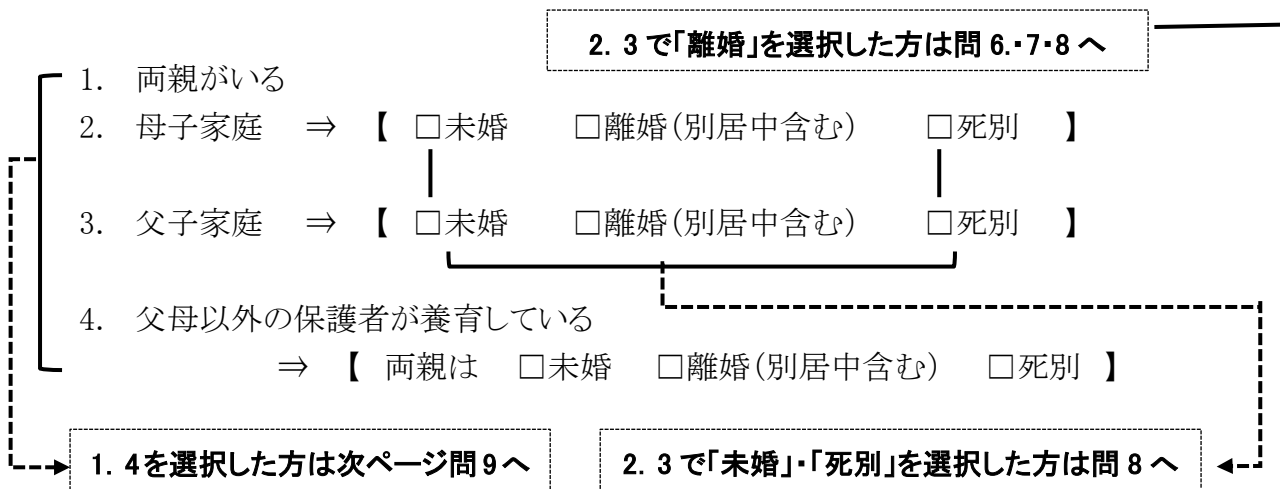 2．3で「離婚」を選択した方は問 6.・7・8 へ
1. 両親がいる
2. 母子家庭 ⇒ 【 □未婚 □離婚(別居中含む) □死別 】
3. 父子家庭 ⇒ 【 □未婚 □離婚(別居中含む) □死別 】
4. 父母以外の保護者が養育している
⇒ 【 両親は □未婚 □離婚(別居中含む) □死別 】
1．4を選択した方は次ページ問9へ
2．3で「未婚」・「死別」を選択した方は問 8 へ